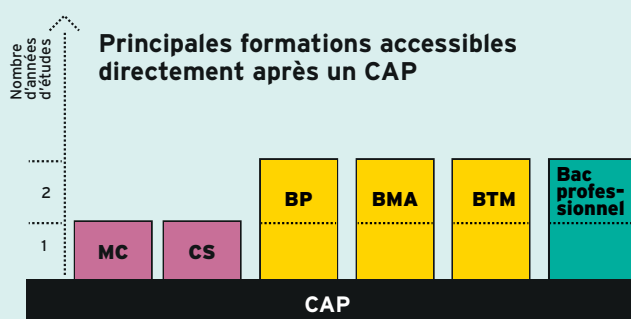 Principales formations accessibles
directement après un CAP
Nombre
d'années
d'études
2
1
MC
CS
BP
BMA
BTM
Bac
profes-
sionnel
CAP